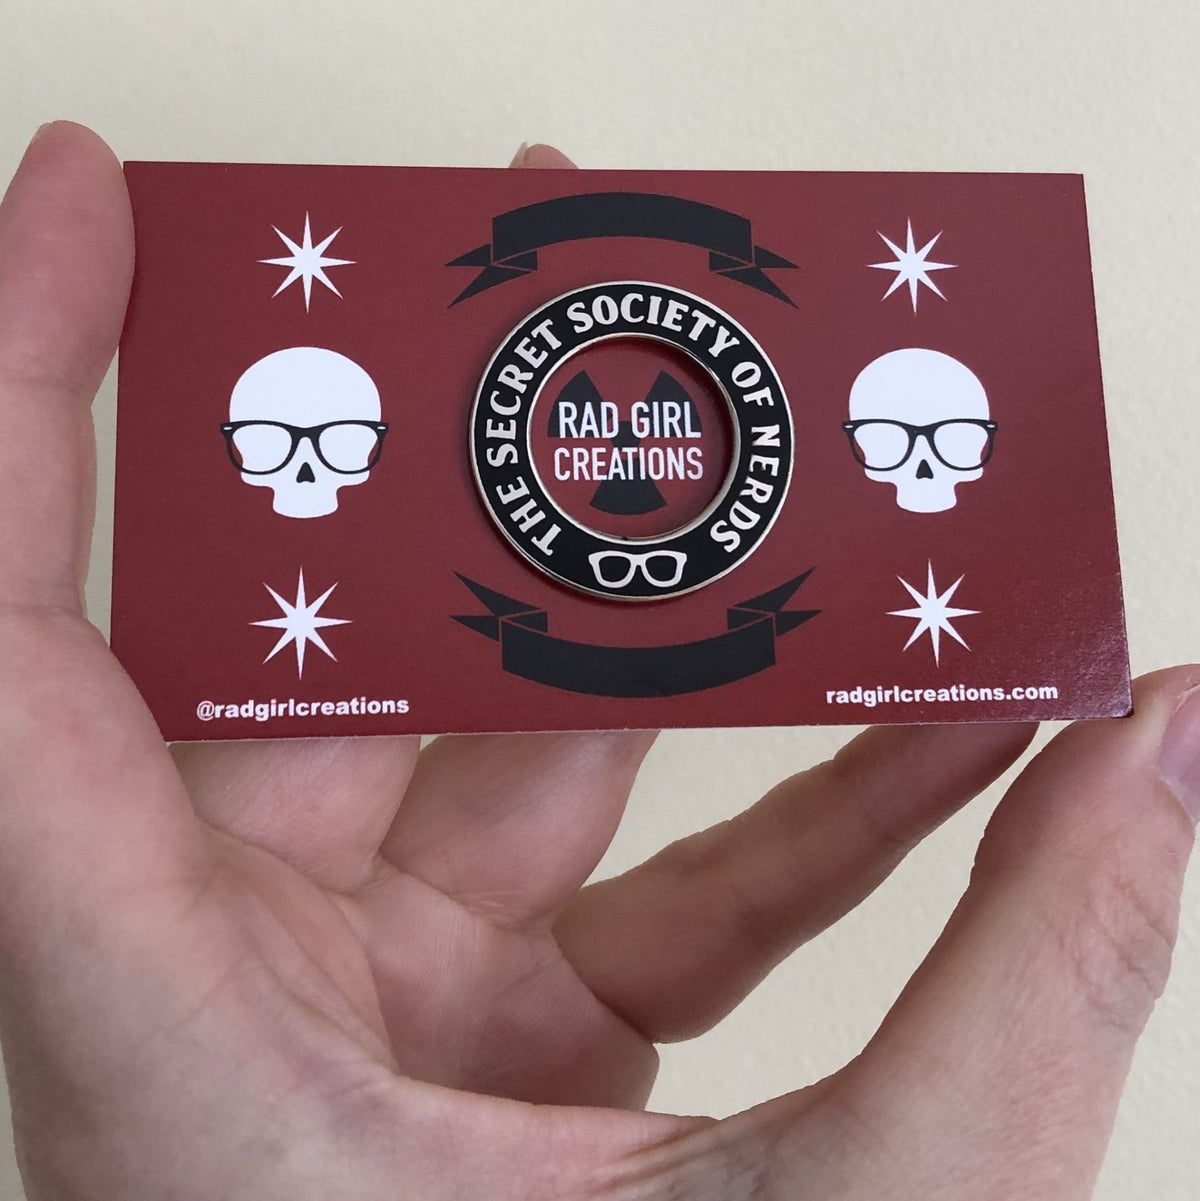 THE SECRET SOCIETY OF NERDS
RAD GIRL
CREATIONS
@radgirlcreations
radgirlcreations.com